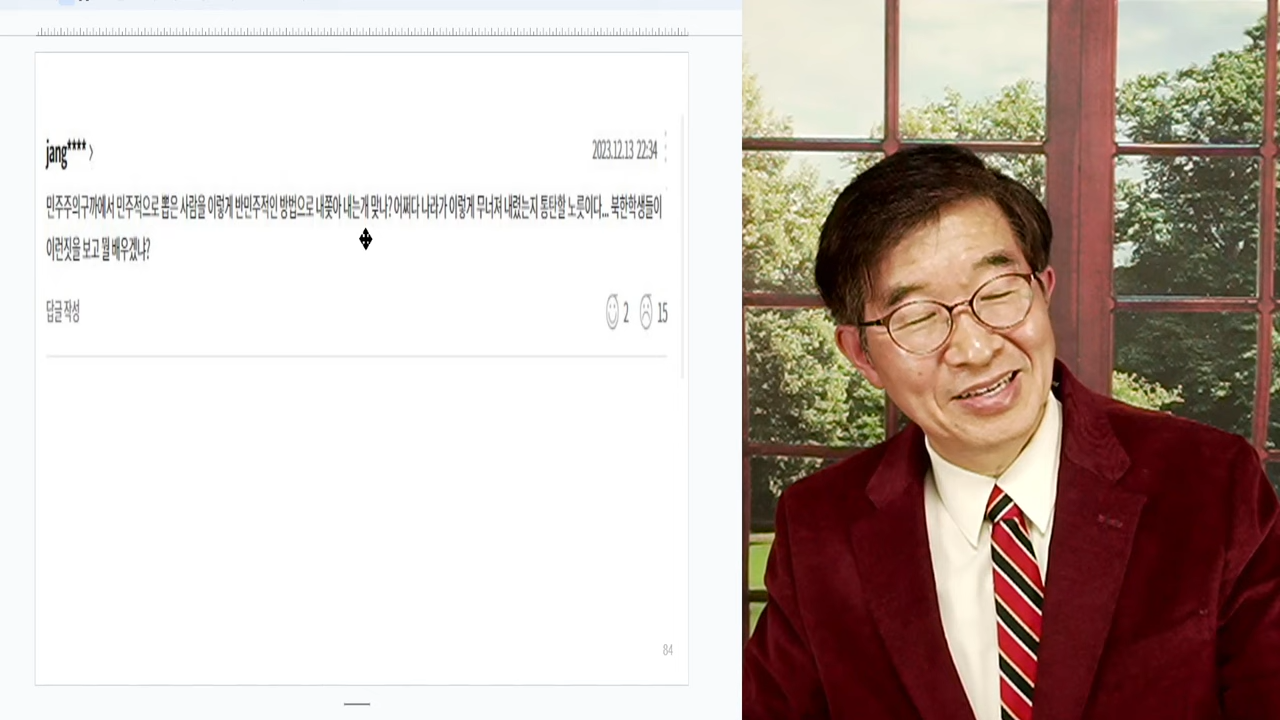 jang**** 〉
2023.12.13 22:34
민주주의구까에서 민주적으로 뽑은 사람을 이렇게 반민주적인 방법으로 내쫓아 내는게 맞나? 어쩌다 나라가 이렇게 무너져 내렸는지 통탄할 노릇이다... 북한학생들이
이런짓을 보고 뭘 배우겠냐?
답글 작성
2
15
84